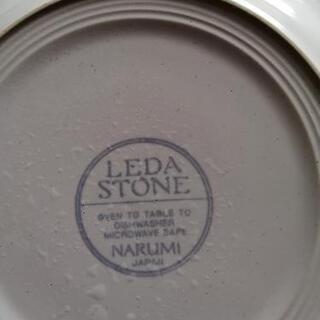 LEDA
STONE
OVEN TO TABLE TO
DISHWASHER
MICROWAVE SAFE
NARUMI
JAPAN